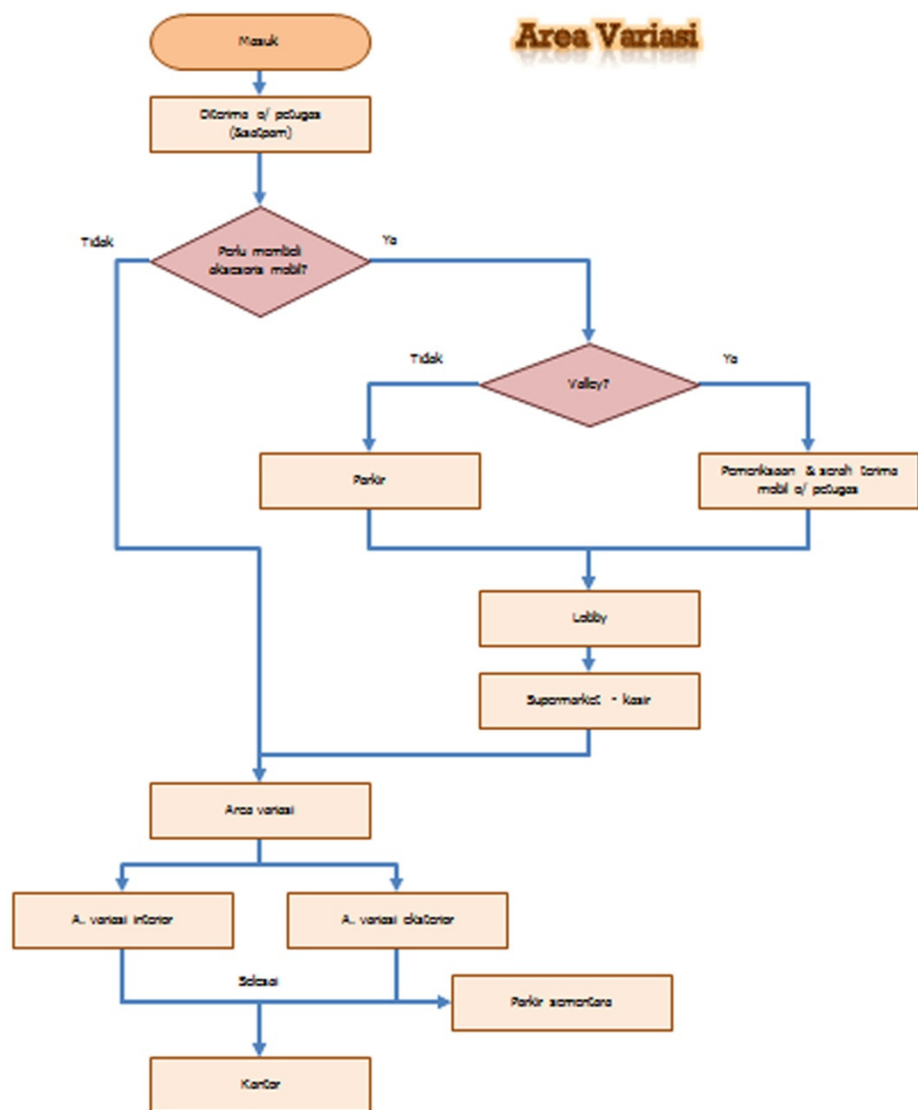 Area Variasi
Masuk
Diterima o/ petugas
(&satpam)
Tidak
Perlu membeli
aksesoris mobil?
Ya
Tidak
Valley?
Ya
Parkir
Pemeriksaan & serah terima
mobil o/ petugas
Lobby
Supermarket - kasir
Area variasi
A. variasi interior
A. variasi eksterior
Selesai
Parkir sementara
Kantor